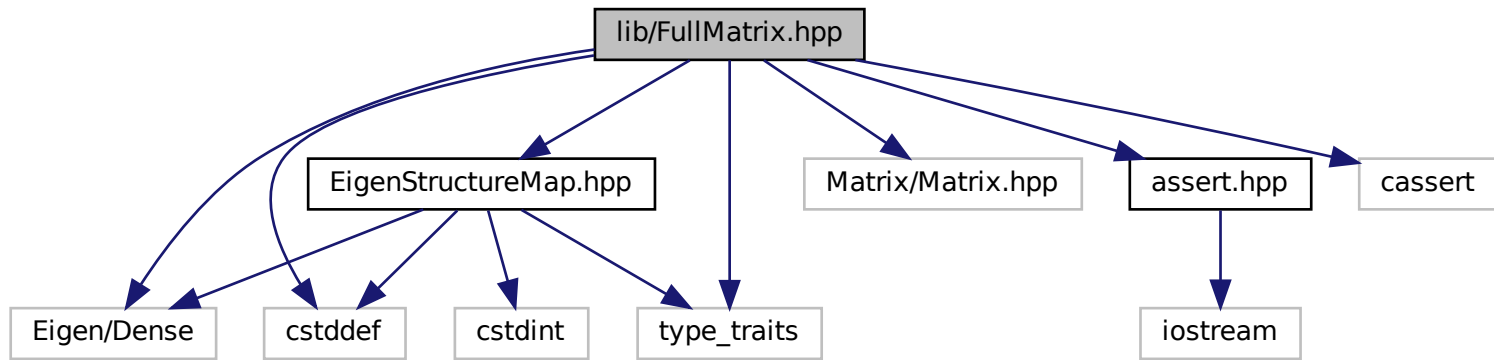 lib/FullMatrix.hpp
EigenStructureMap.hpp
Matrix/Matrix.hpp
assert.hpp
cassert
Eigen/Dense
cstddef
cstdint
type_traits
iostream